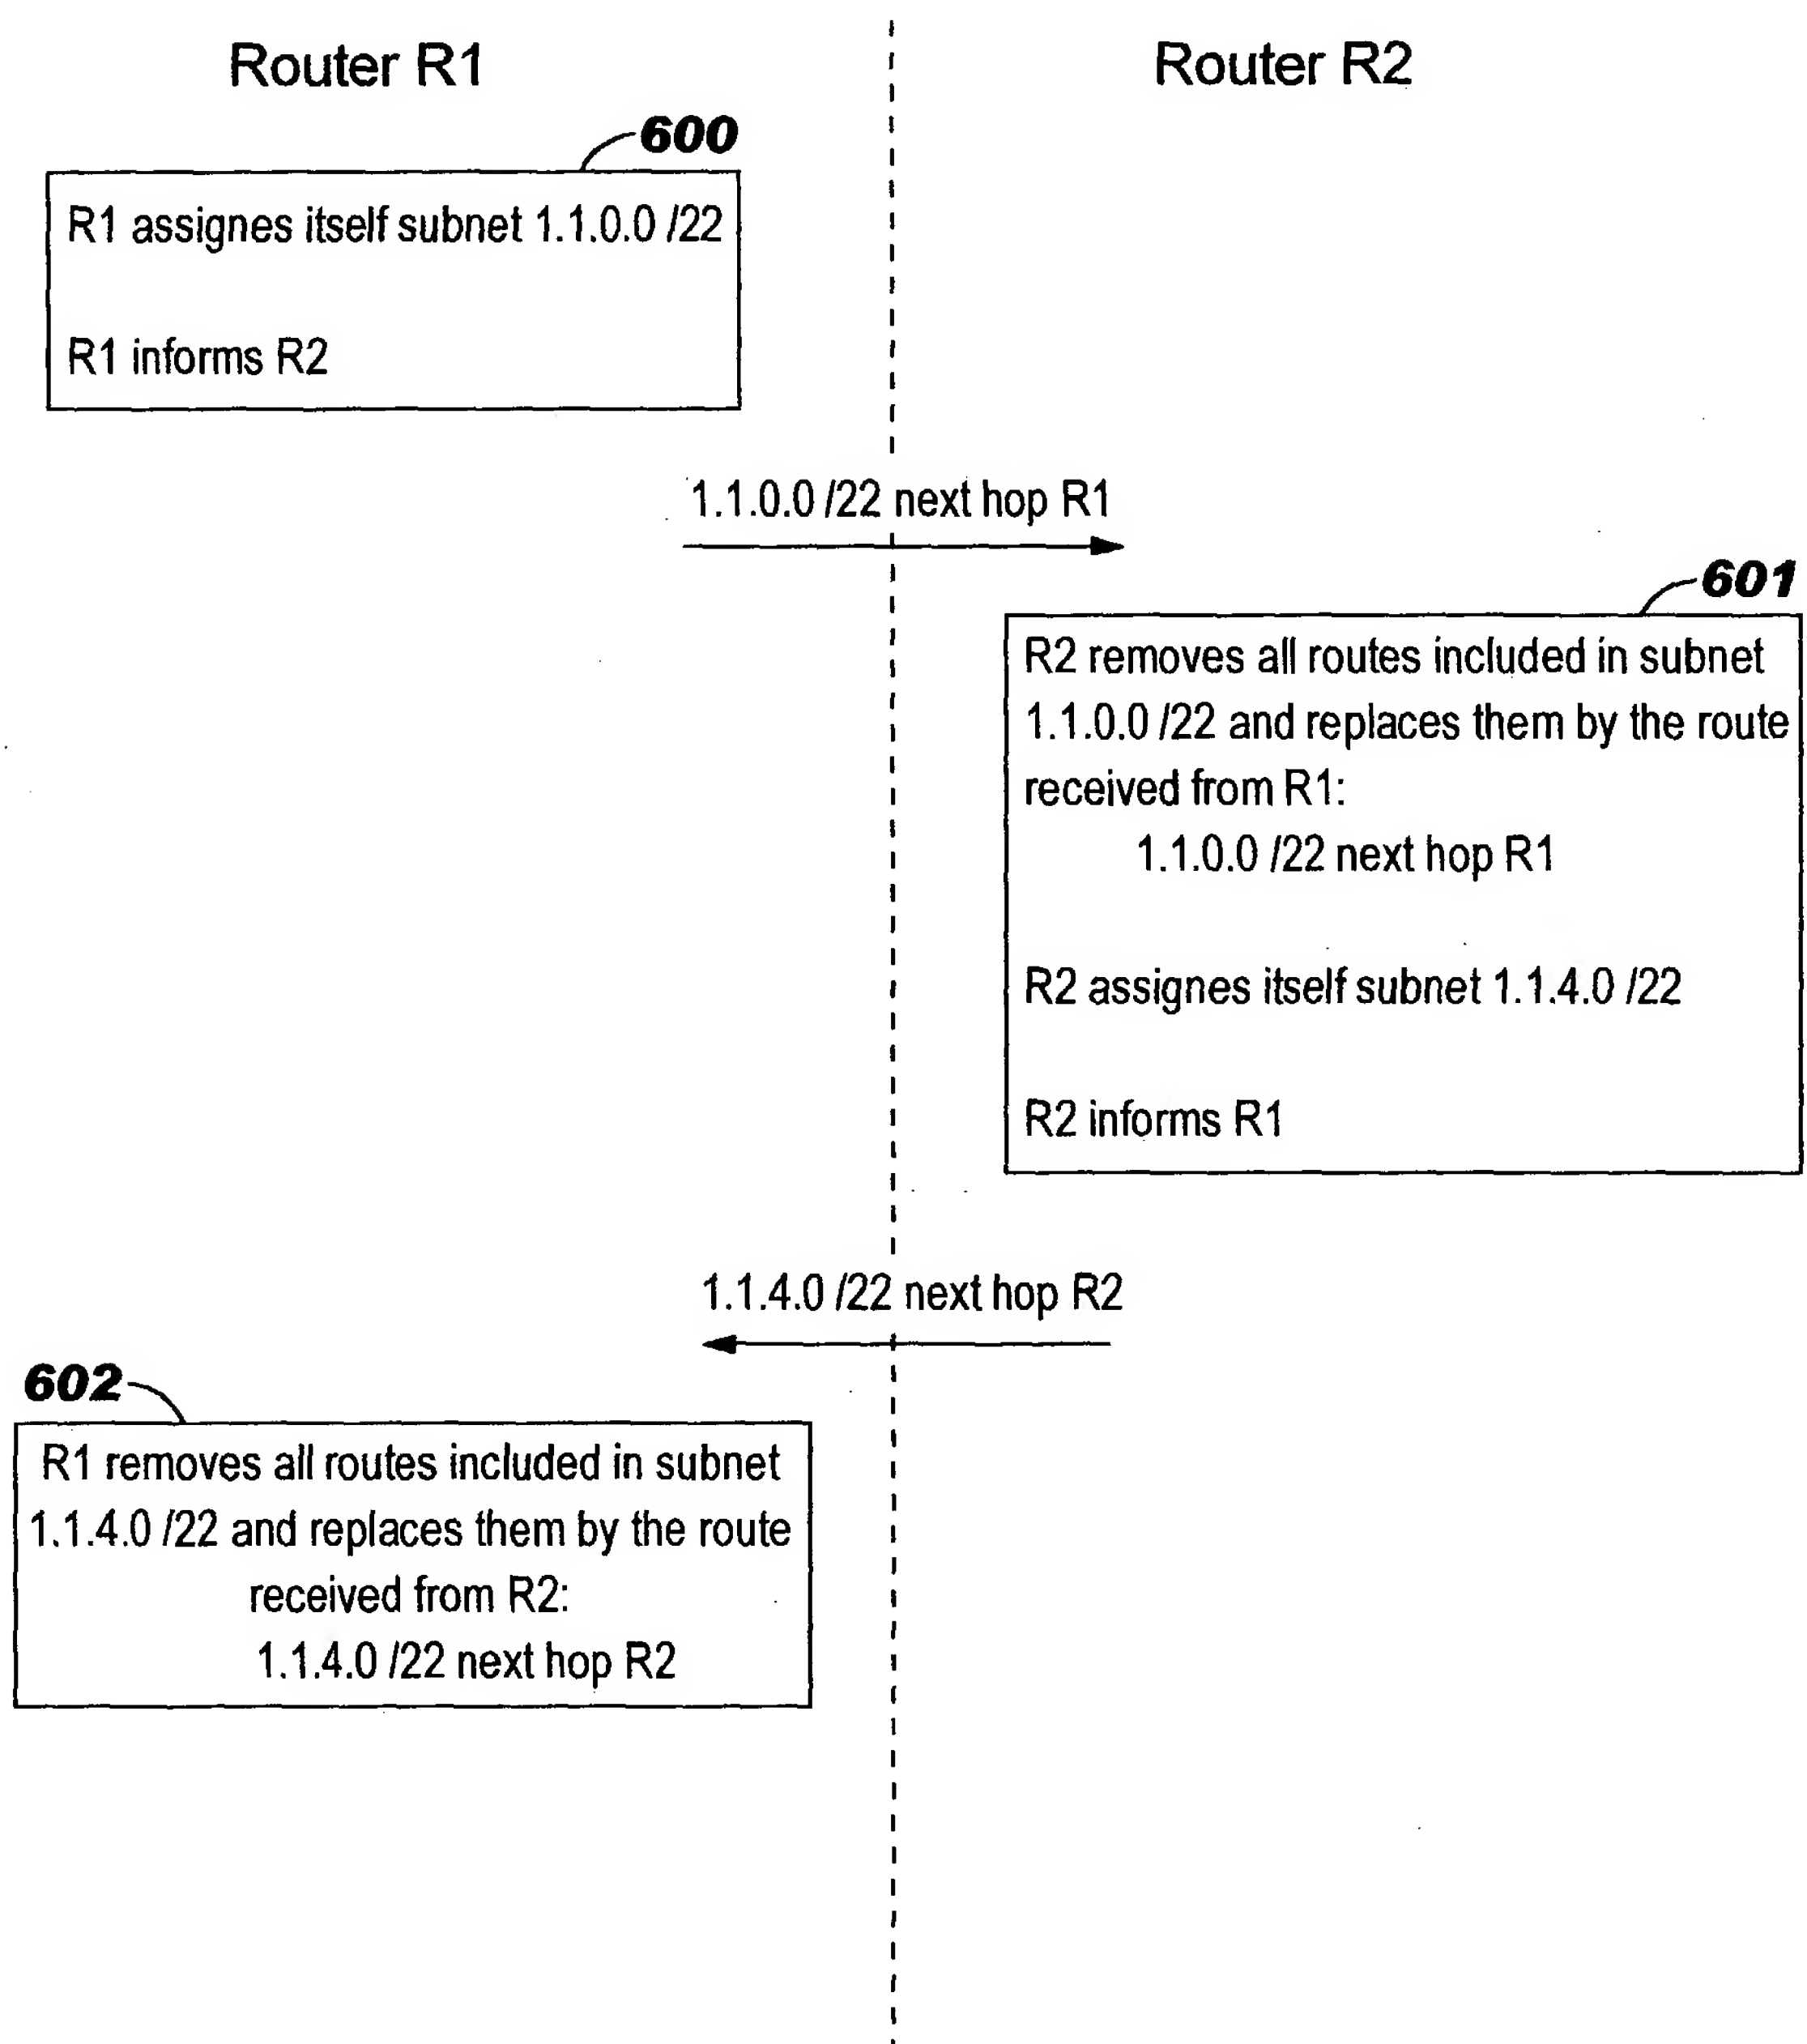 Router R1
Router R2
600
R1 assignes itself subnet 1.1.0.0 /22
R1 informs R2
1.1.0.0 /22 next hop R1
601
R2 removes all routes included in subnet
1.1.0.0 /22 and replaces them by the route
received from R1:
1.1.0.0 /22 next hop R1
R2 assignes itself subnet 1.1.4.0 /22
R2 informs R1
1.1.4.0 /22 next hop R2
602
R1 removes all routes included in subnet
1.1.4.0 /22 and replaces them by the route
received from R2:
1.1.4.0 /22 next hop R2